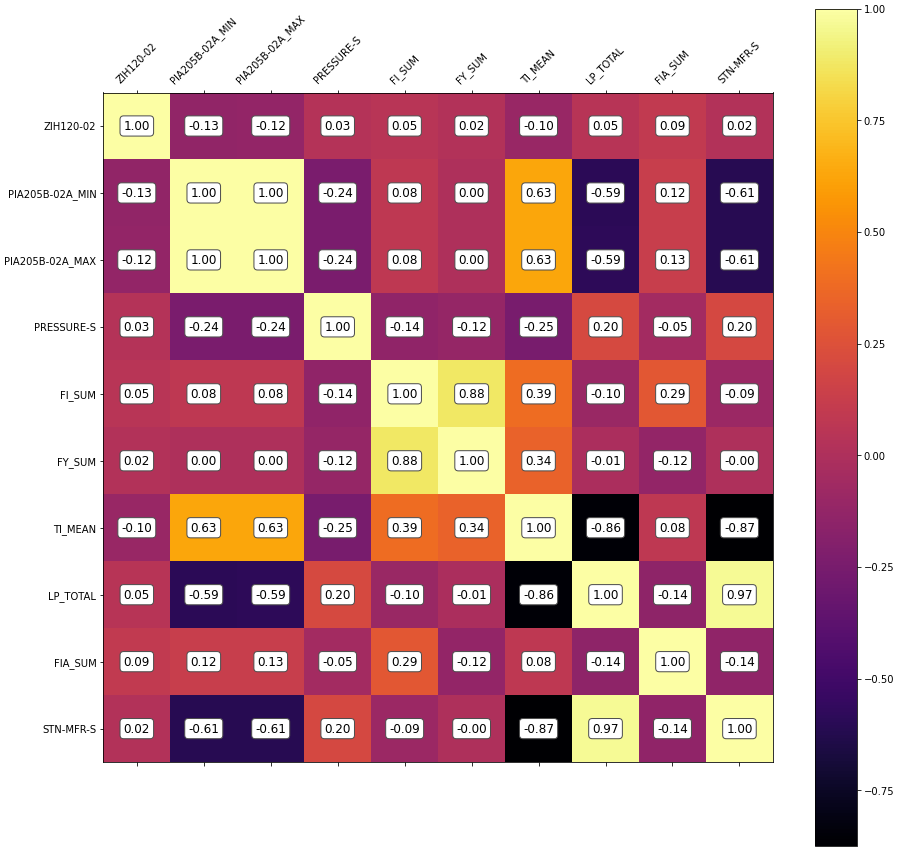 ZIH120-02 PIA205B-02A_MIN PIA205B-02A_MAX PRESSURE-S FI_SUM FY_SUM TI_MEAN LP_TOTAL FIA_SUM STN-MFR-S
ZIH120-02 1.00 -0.13 -0.12 0.03 0.05 0.02 -0.10 0.05 0.09 0.02
PIA205B-02A_MIN -0.13 1.00 1.00 -0.24 0.08 0.00 0.63 -0.59 0.12 -0.61
PIA205B-02A_MAX -0.12 1.00 1.00 -0.24 0.08 0.00 0.63 -0.59 0.13 -0.61
PRESSURE-S 0.03 -0.24 -0.24 1.00 -0.14 -0.12 -0.25 0.20 -0.05 0.20
FI_SUM 0.05 0.08 0.08 -0.14 1.00 0.88 0.39 -0.10 0.29 -0.09
FY_SUM 0.02 0.00 0.00 -0.12 0.88 1.00 0.34 -0.01 -0.12 -0.00
TI_MEAN -0.10 0.63 0.63 -0.25 0.39 0.34 1.00 -0.86 0.08 -0.87
LP_TOTAL 0.05 -0.59 -0.59 0.20 -0.10 -0.01 -0.86 1.00 -0.14 0.97
FIA_SUM 0.09 0.12 0.13 -0.05 0.29 -0.12 0.08 -0.14 1.00 -0.14
STN-MFR-S 0.02 -0.61 -0.61 0.20 -0.09 -0.00 -0.87 0.97 -0.14 1.00
1.00
0.75
0.50
0.25
0.00
-0.25
-0.50
-0.75